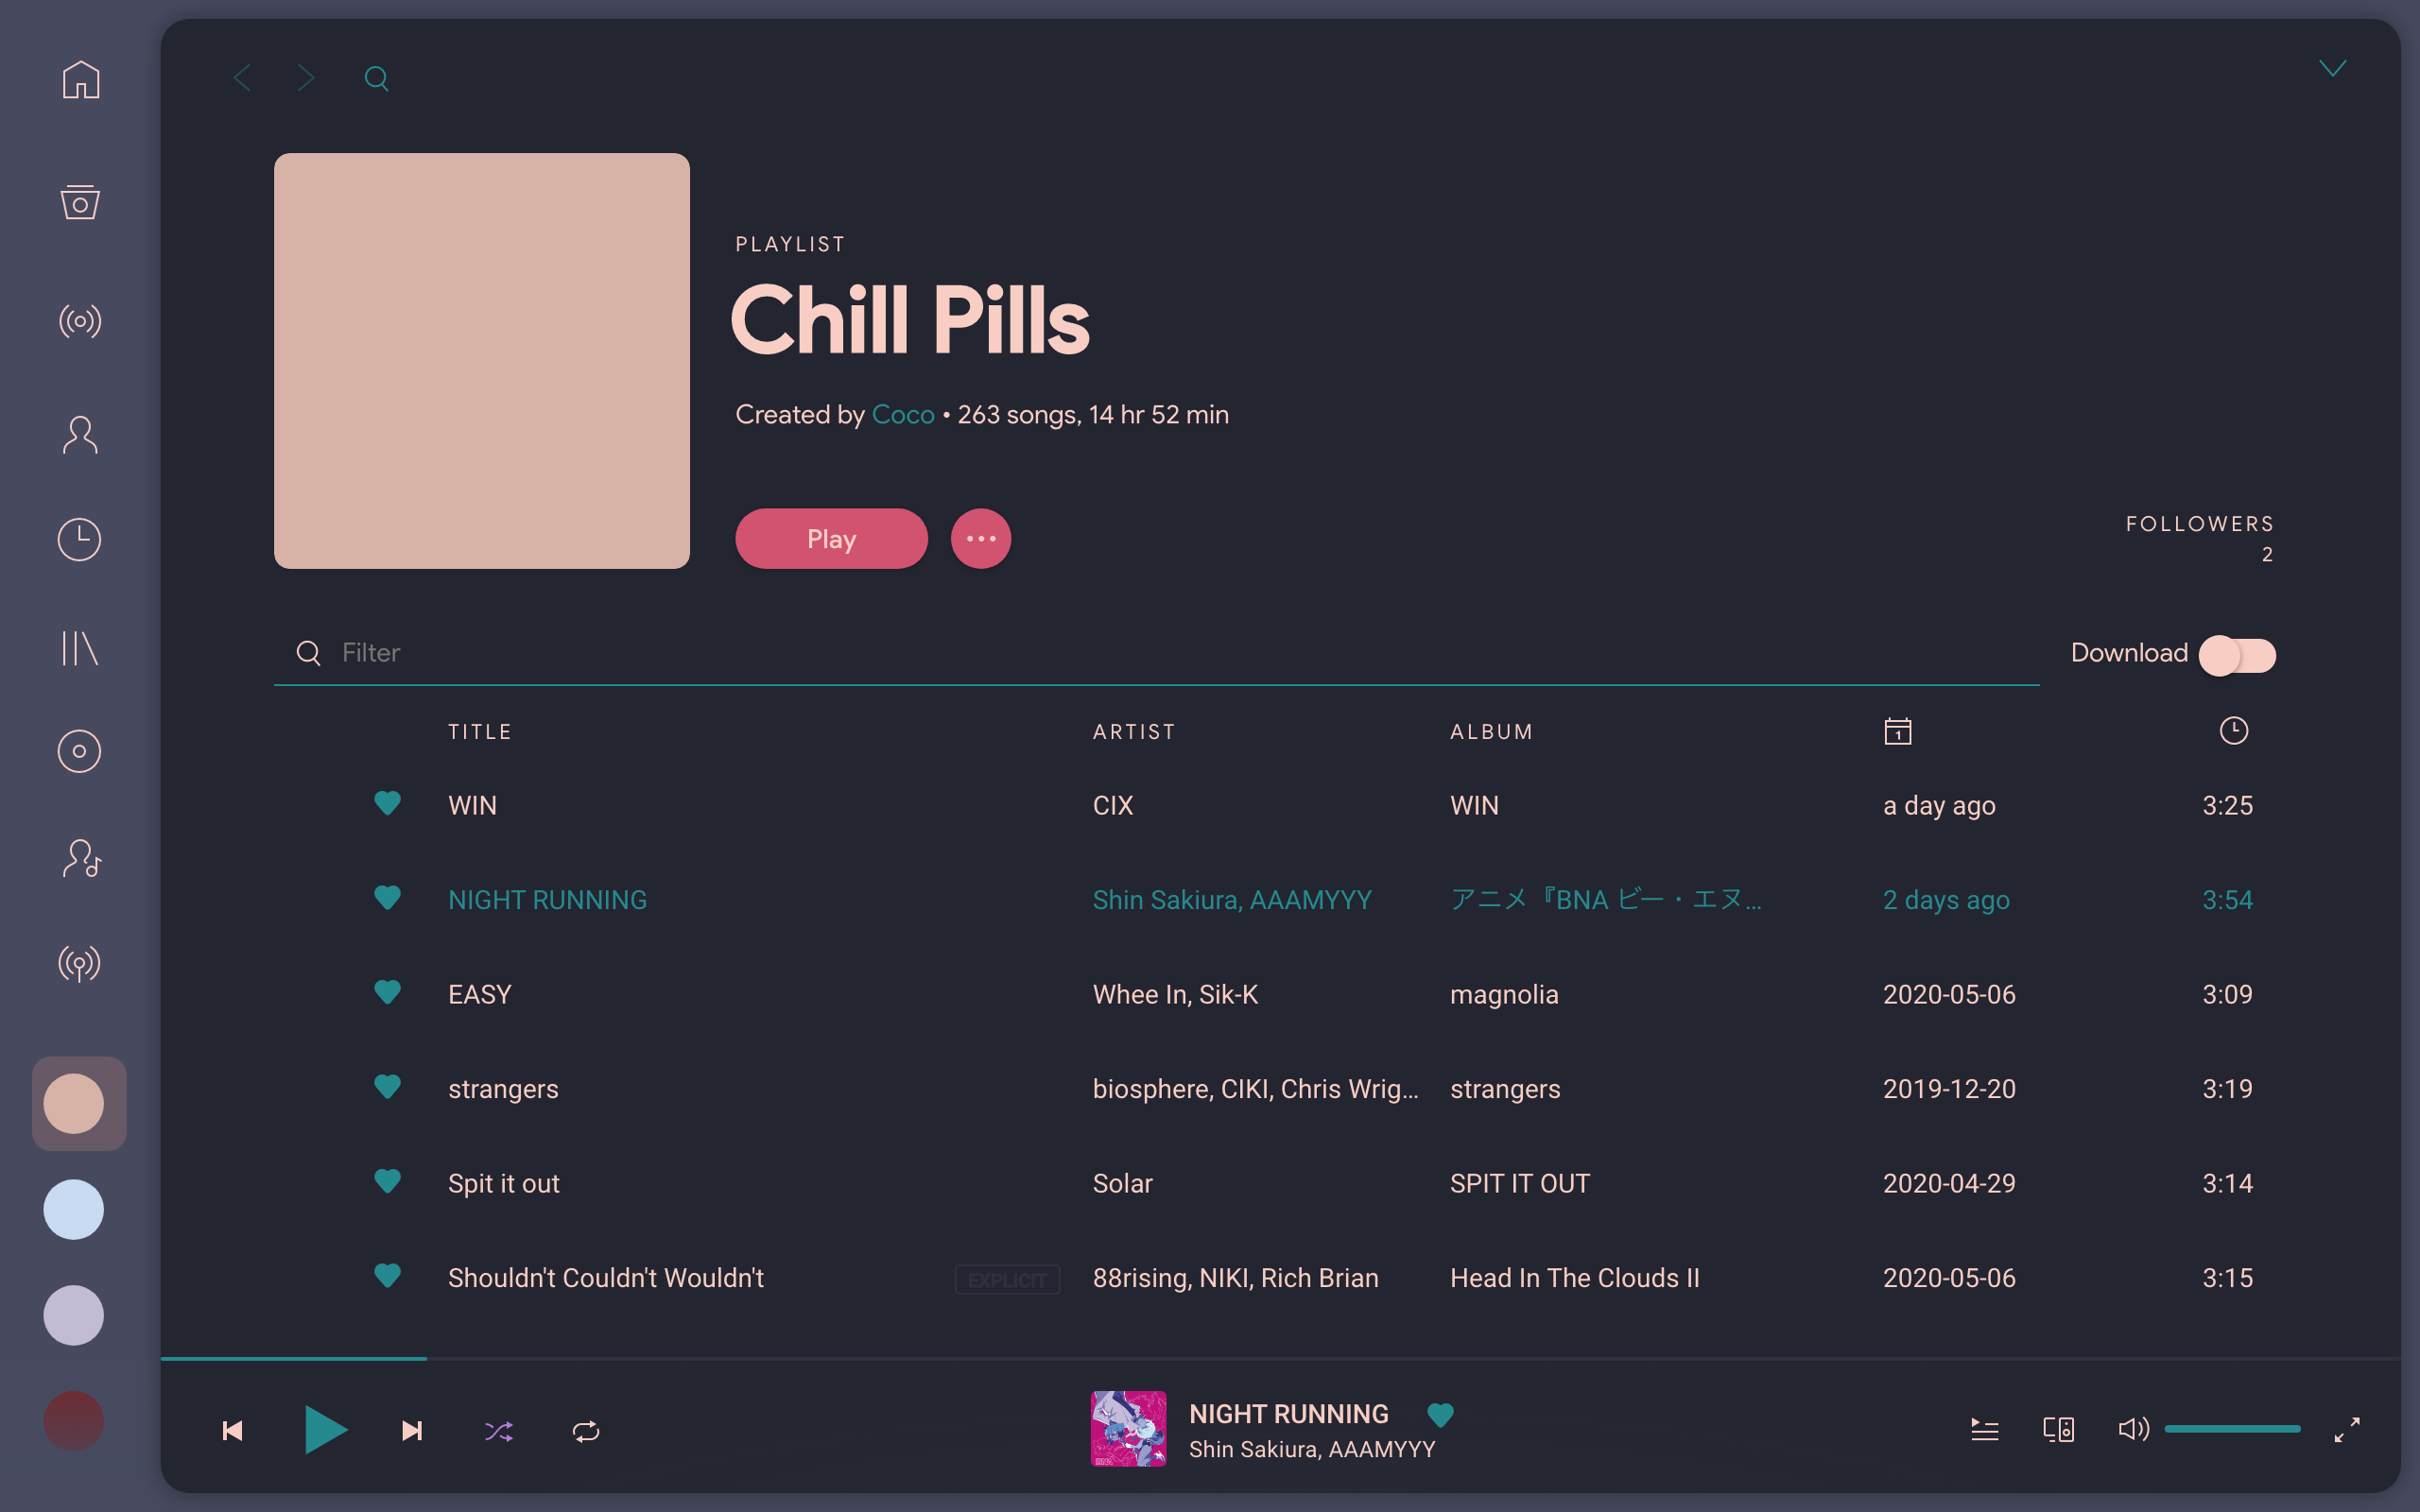 PLAYLIST
Chill Pills
Created by Coco • 263 songs, 14 hr 52 min
Play
FOLLOWERS
2
Filter
Download
TITLE ARTIST ALBUM 1
WIN CIX WIN a day ago 3:25
NIGHT RUNNING Shin Sakiura, AAAMYYY アニメ『BNA ビー・エヌ... 2 days ago 3:54
EASY Whee In, Sik-K magnolia 2020-05-06 3:09
strangers biosphere, CIKI, Chris Wrig... strangers 2019-12-20 3:19
Spit it out Solar SPIT IT OUT 2020-04-29 3:14
Shouldn't Couldn't Wouldn't EXPLICIT 88rising, NIKI, Rich Brian Head In The Clouds II 2020-05-06 3:15
NIGHT RUNNING
Shin Sakiura, AAAMYYY